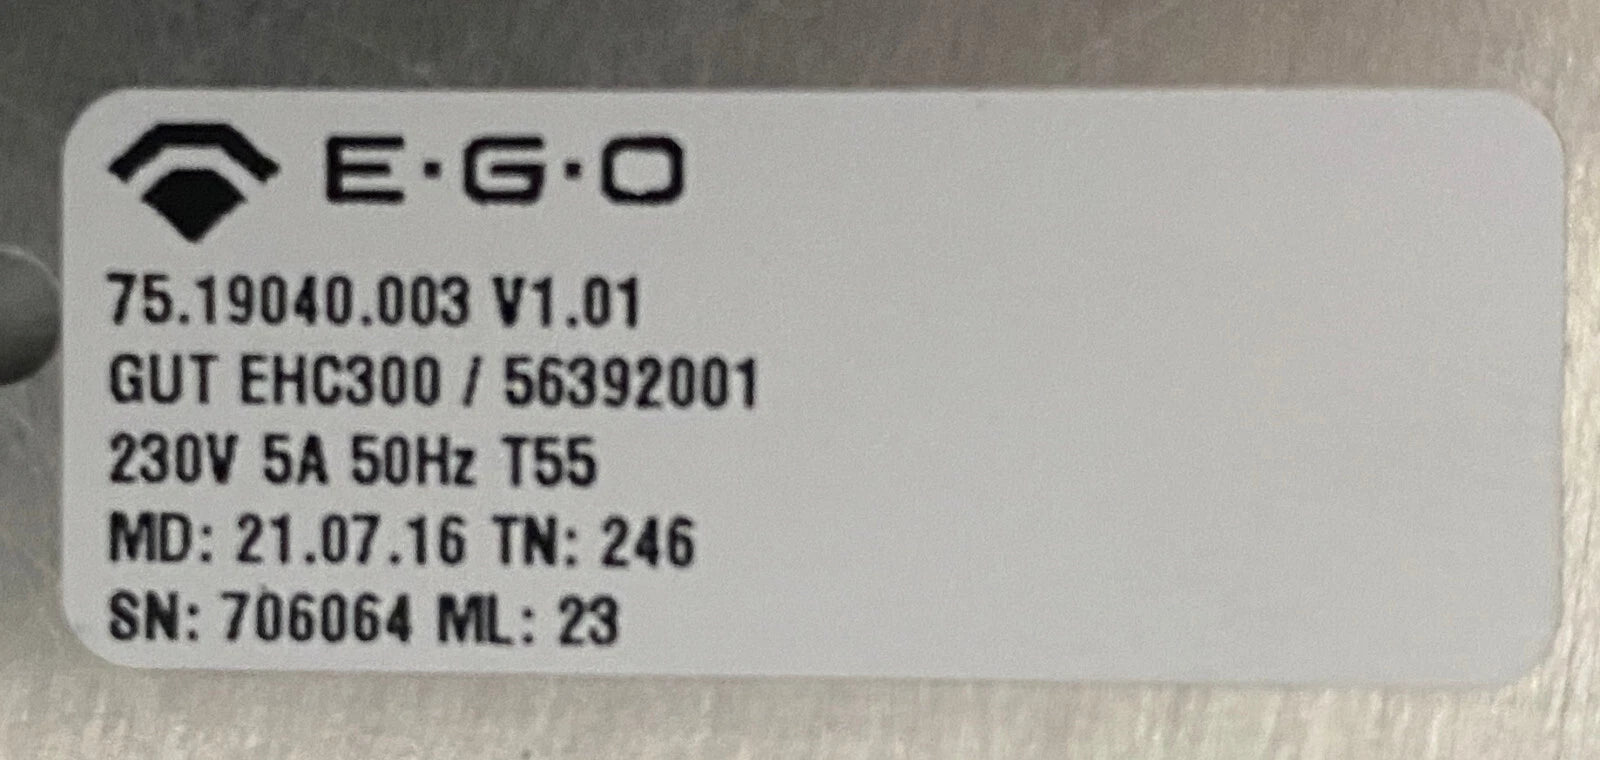 E·G·O
75.19040.003 V1.01
GUT EHC300 / 56392001
230V 5A 50Hz T55
MD: 21.07.16 TN: 246
SN: 706064 ML: 23